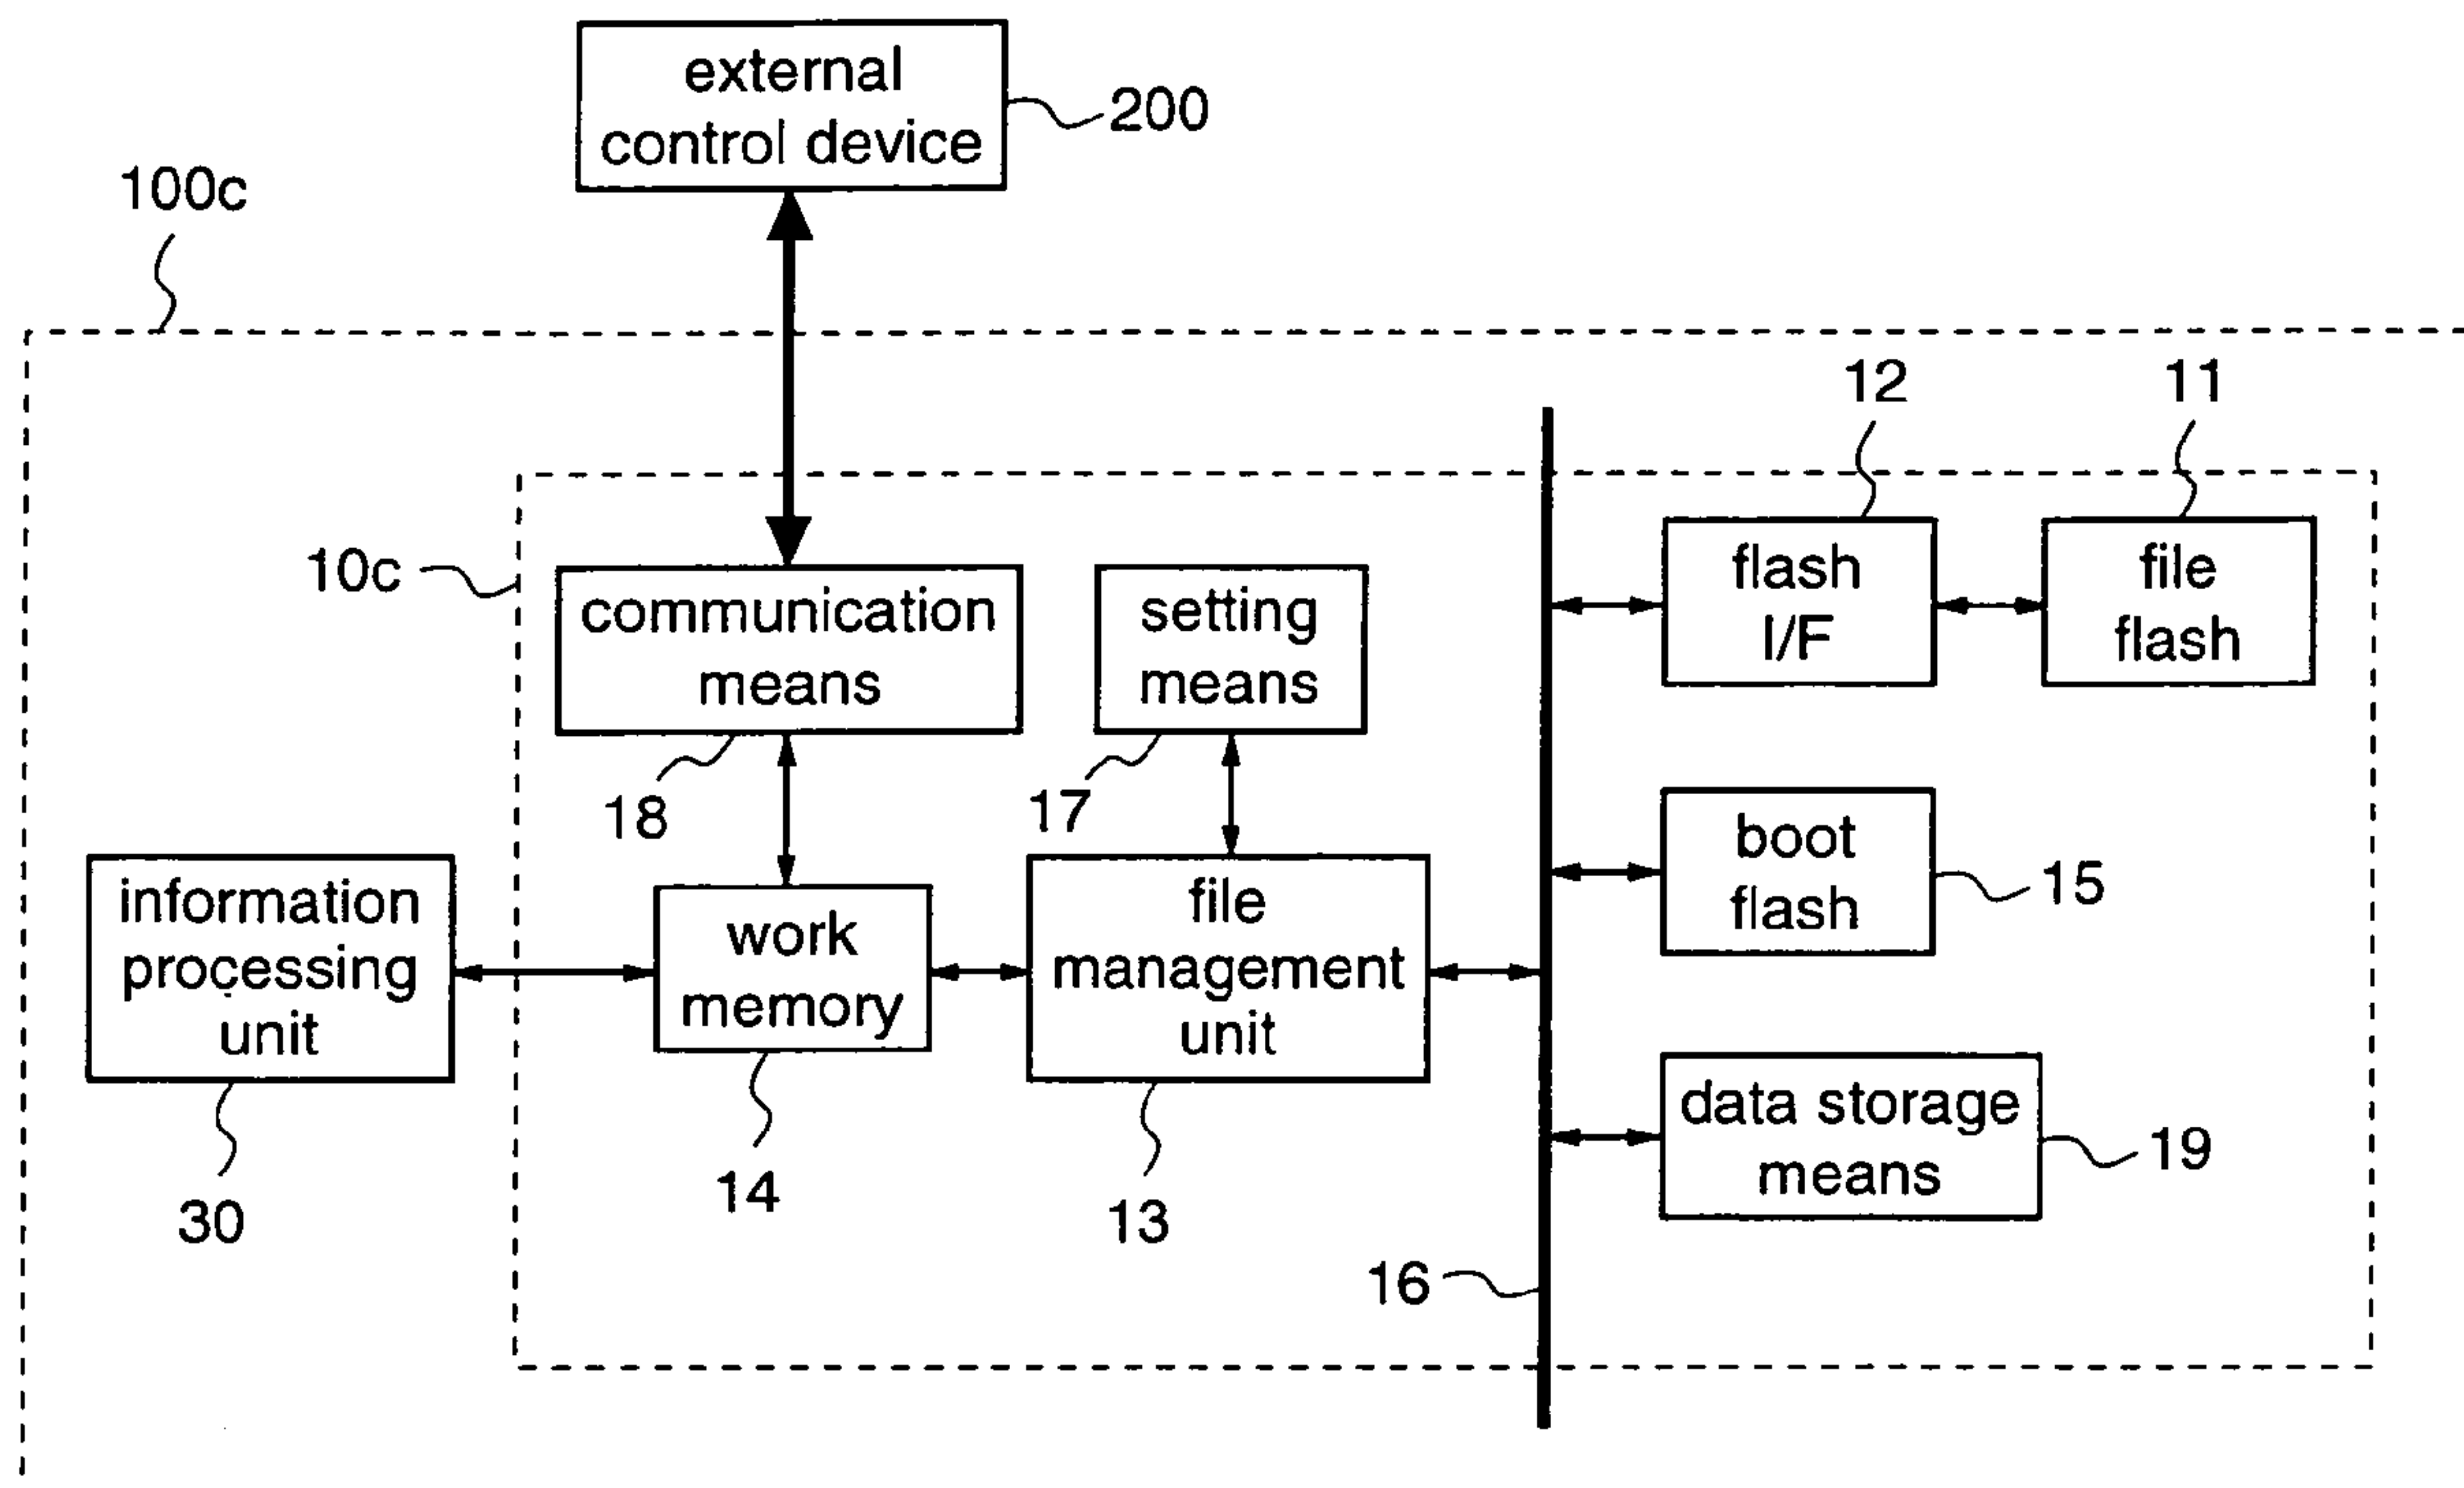 external
control device
200
100c
12
11
10c
communication
means
setting
means
flash
I/F
file
flash
18
17
boot
flash
15
information
processing
unit
work
memory
file
management
unit
data storage
means
19
30
14
13
16